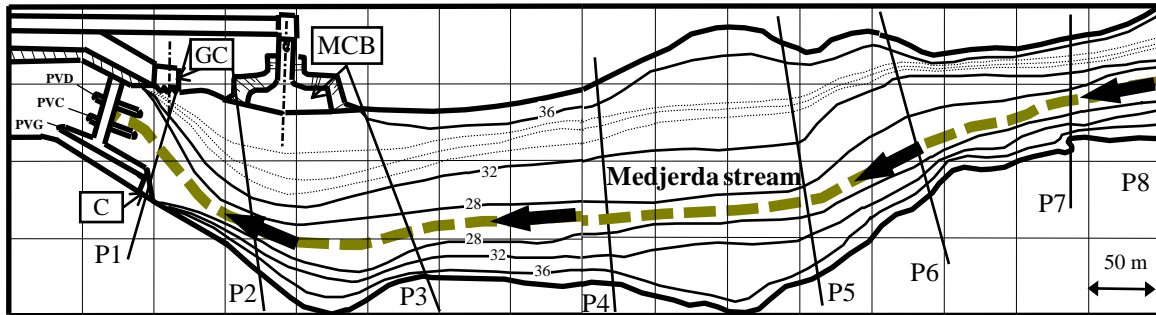 GC
MCB
PVD
PVC
PVG
C
36
32
28
28
32
36
Medjerda stream
P1
P2
P3
P4
P5
P6
P7
P8
50 m